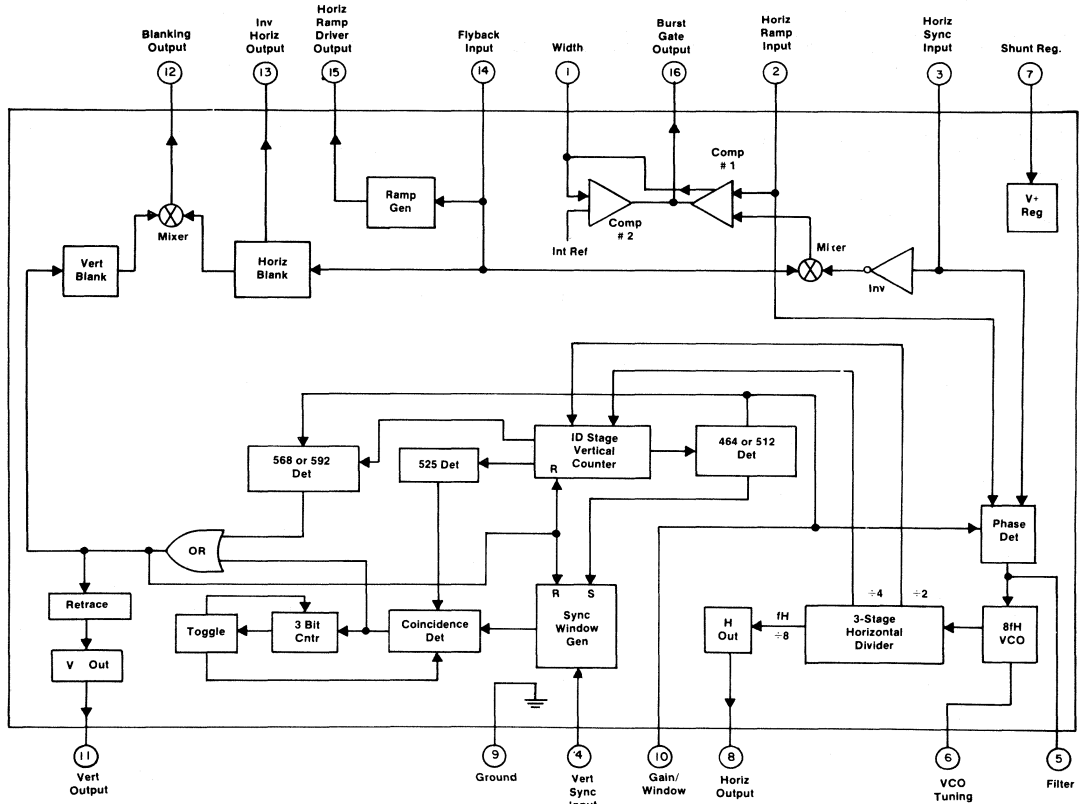 Blanking
Output
12
Inv
Horiz
Output
13
Horiz
Ramp
Driver
Output
15
Flyback
Input
14
Width
1
Burst
Gate
Output
16
Horiz
Ramp
Input
2
Horiz
Sync
Input
3
Shunt Reg.
7
Comp
# 1
Ramp
Gen
V+
Reg
Comp
# 2
Int Ref
Mixer
Mixer
Vert
Blank
Horiz
Blank
Inv
ID Stage
Vertical
Counter
R
464 or 512
Det
568 or 592
Det
525 Det
Phase
Det
OR
R S
Sync
Window
Gen
÷4 ÷2
Retrace
Toggle
3 Bit
Cntr
Coincidence
Det
H
Out
fH
÷8
3-Stage
Horizontal
Divider
8fH
VCO
V Out
11
Vert
Output
9
Ground
4
Vert
Sync
10
Gain/
Window
8
Horiz
Output
6
VCO
Tuning
5
Filter